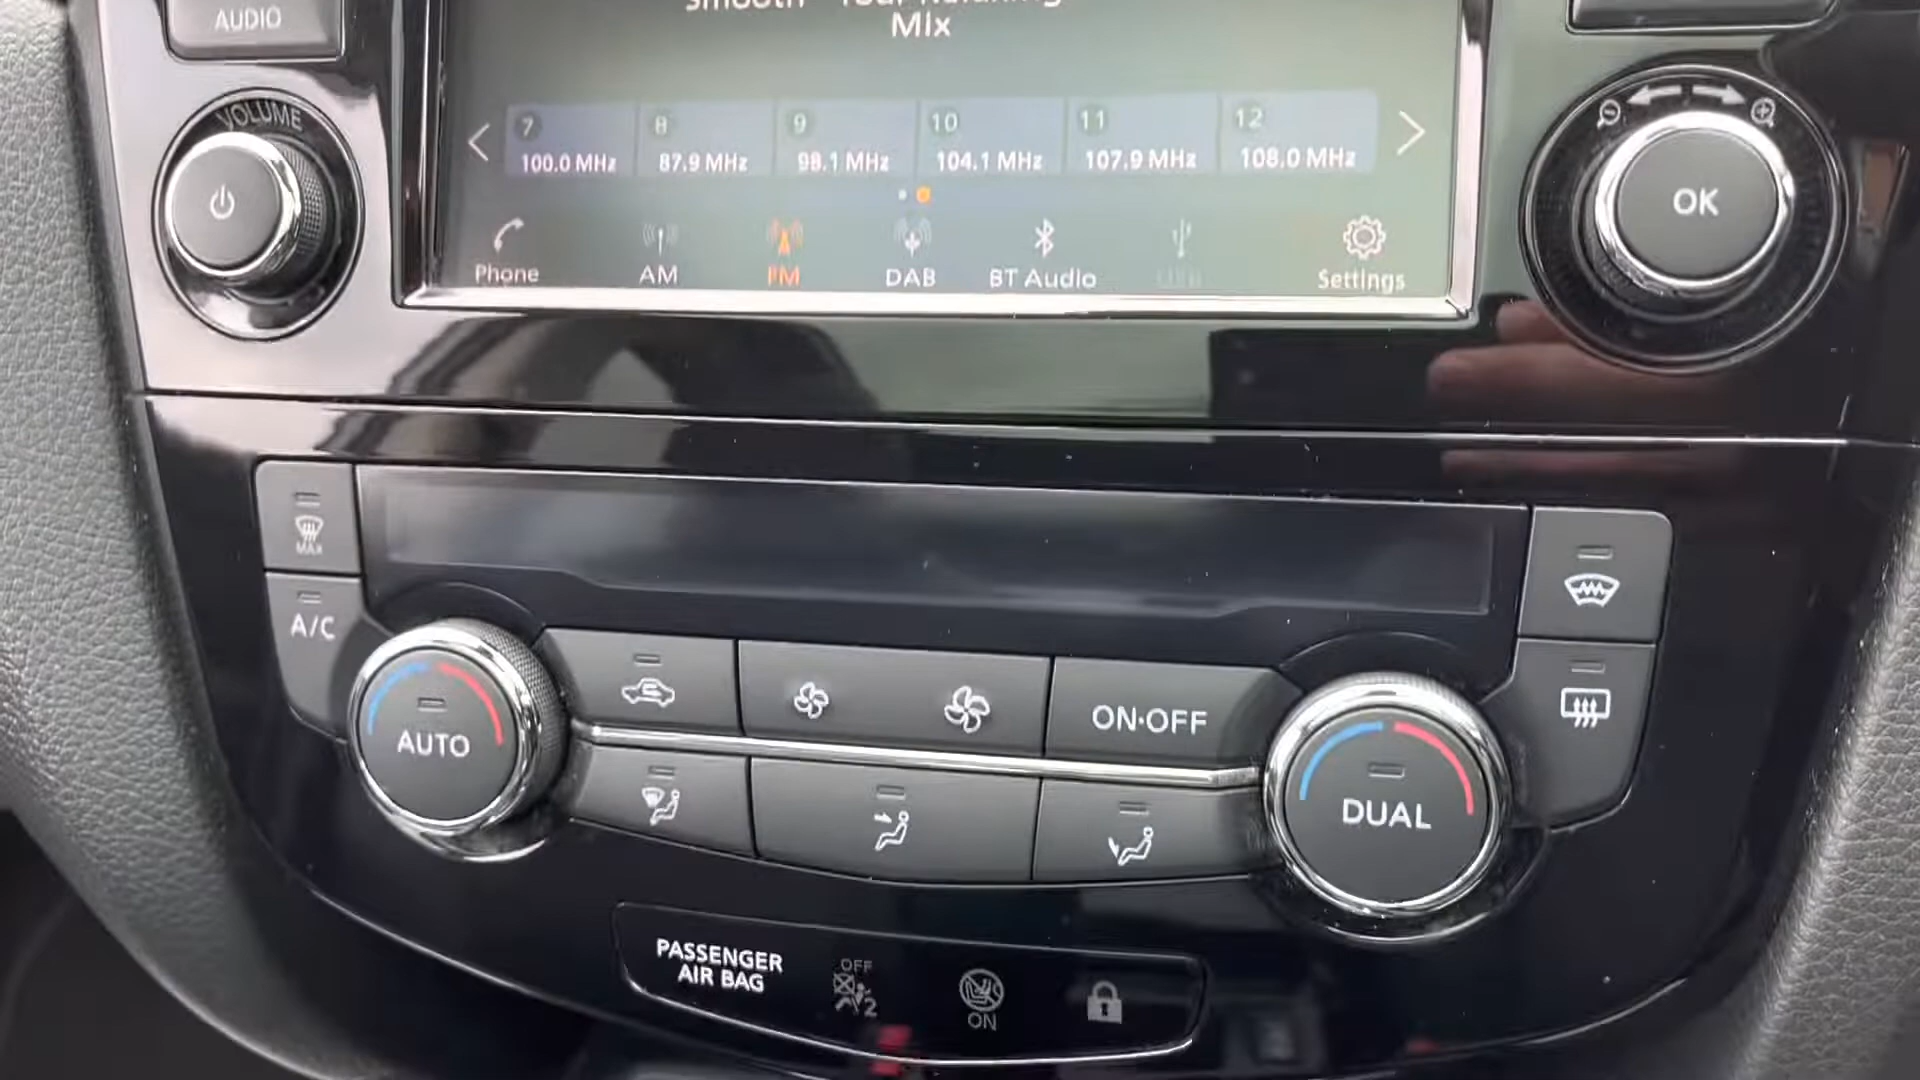 AUDIO
Mix
VOLUME
7 8 9 10 11 12
100.0 MHz 87.9 MHz 98.1 MHz 104.1 MHz 107.9 MHz 108.0 MHz
OK
Phone AM FM DAB BT Audio Settings
MAX
A/C
AUTO
ON•OFF
DUAL
PASSENGER
AIR BAG
OFF
2
ON